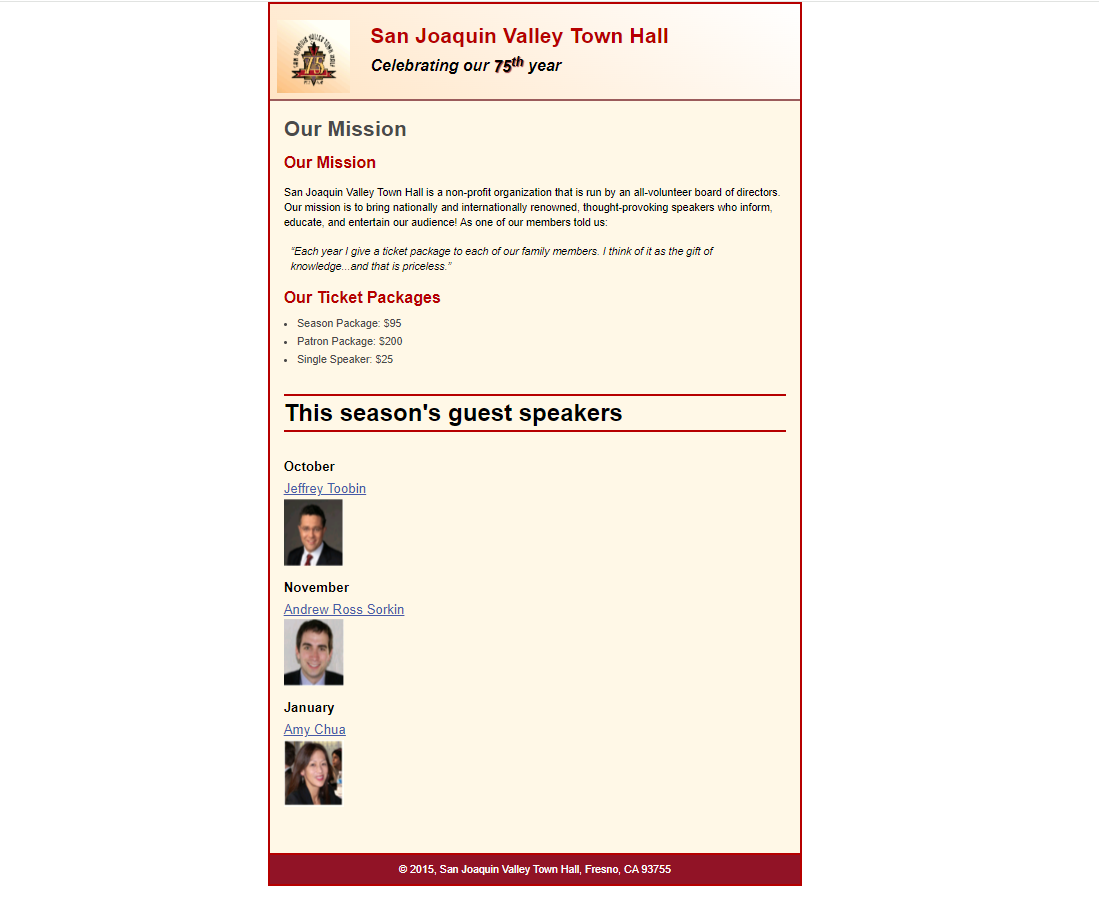 San Joaquin Valley Town Hall
Celebrating our 75th year
Our Mission
Our Mission
San Joaquin Valley Town Hall is a non-profit organization that is run by an all-volunteer board of directors.
Our mission is to bring nationally and internationally renowned, thought-provoking speakers who inform,
educate, and entertain our audience! As one of our members told us:
“Each year I give a ticket package to each of our family members. I think of it as the gift of
knowledge...and that is priceless.”
Our Ticket Packages
• Season Package: $95
• Patron Package: $200
• Single Speaker: $25
This season's guest speakers
October
Jeffrey Toobin
November
Andrew Ross Sorkin
January
Amy Chua
© 2015, San Joaquin Valley Town Hall, Fresno, CA 93755